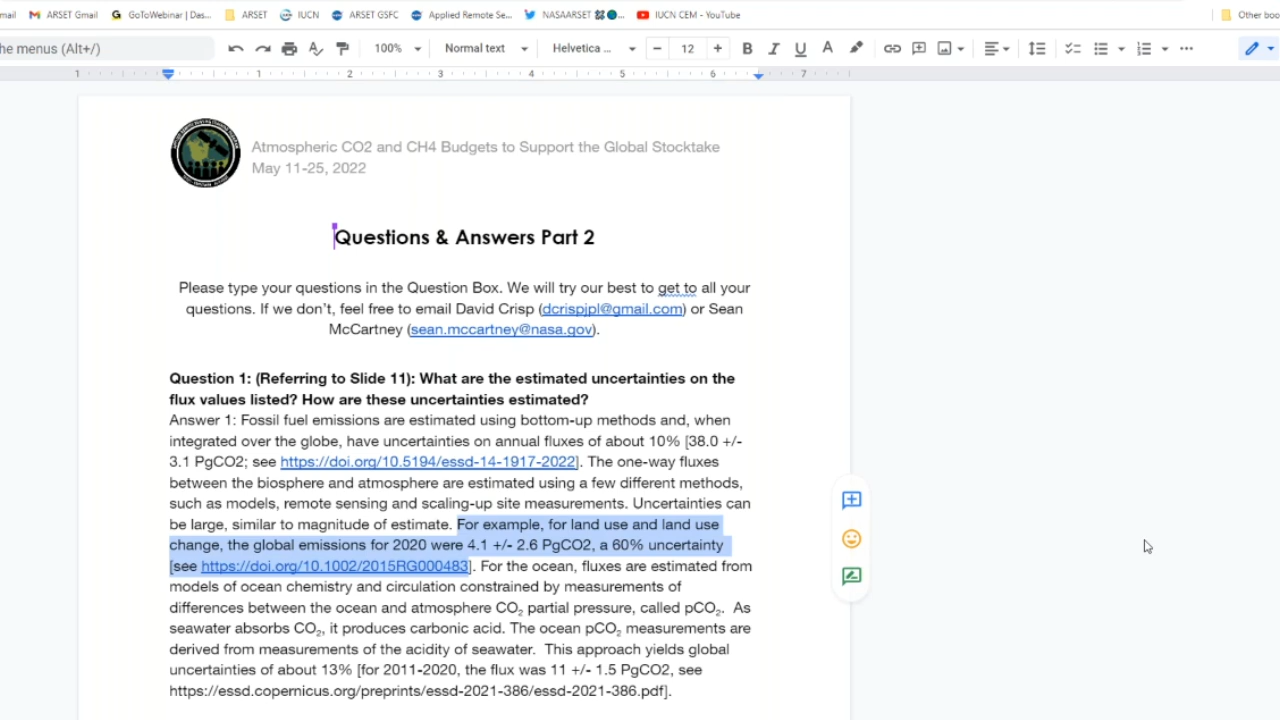 mail ARSET Gmail GoToWebinar | Das... ARSET IUCN ARSET GSFC Applied Remote Se... NASAARSET IUCN CEM - YouTube Other boo
he menus (Alt+/) 100% Normal text Helvetica ... − 12 + B I U A
1 1 2 3 4 5 6 7
Atmospheric CO2 and CH4 Budgets to Support the Global Stocktake
May 11-25, 2022
Questions & Answers Part 2
Please type your questions in the Question Box. We will try our best to get to all your
questions. If we don't, feel free to email David Crisp (dcrispjpl@gmail.com) or Sean
McCartney (sean.mccartney@nasa.gov).
Question 1: (Referring to Slide 11): What are the estimated uncertainties on the
flux values listed? How are these uncertainties estimated?
Answer 1: Fossil fuel emissions are estimated using bottom-up methods and, when
integrated over the globe, have uncertainties on annual fluxes of about 10% [38.0 +/-
3.1 PgCO2; see https://doi.org/10.5194/essd-14-1917-2022]. The one-way fluxes
between the biosphere and atmosphere are estimated using a few different methods,
such as models, remote sensing and scaling-up site measurements. Uncertainties can
be large, similar to magnitude of estimate. For example, for land use and land use
change, the global emissions for 2020 were 4.1 +/- 2.6 PgCO2, a 60% uncertainty
[see https://doi.org/10.1002/2015RG000483]. For the ocean, fluxes are estimated from
models of ocean chemistry and circulation constrained by measurements of
differences between the ocean and atmosphere CO₂ partial pressure, called pCO₂. As
seawater absorbs CO₂, it produces carbonic acid. The ocean pCO₂ measurements are
derived from measurements of the acidity of seawater. This approach yields global
uncertainties of about 13% [for 2011-2020, the flux was 11 +/- 1.5 PgCO2, see
https://essd.copernicus.org/preprints/essd-2021-386/essd-2021-386.pdf].